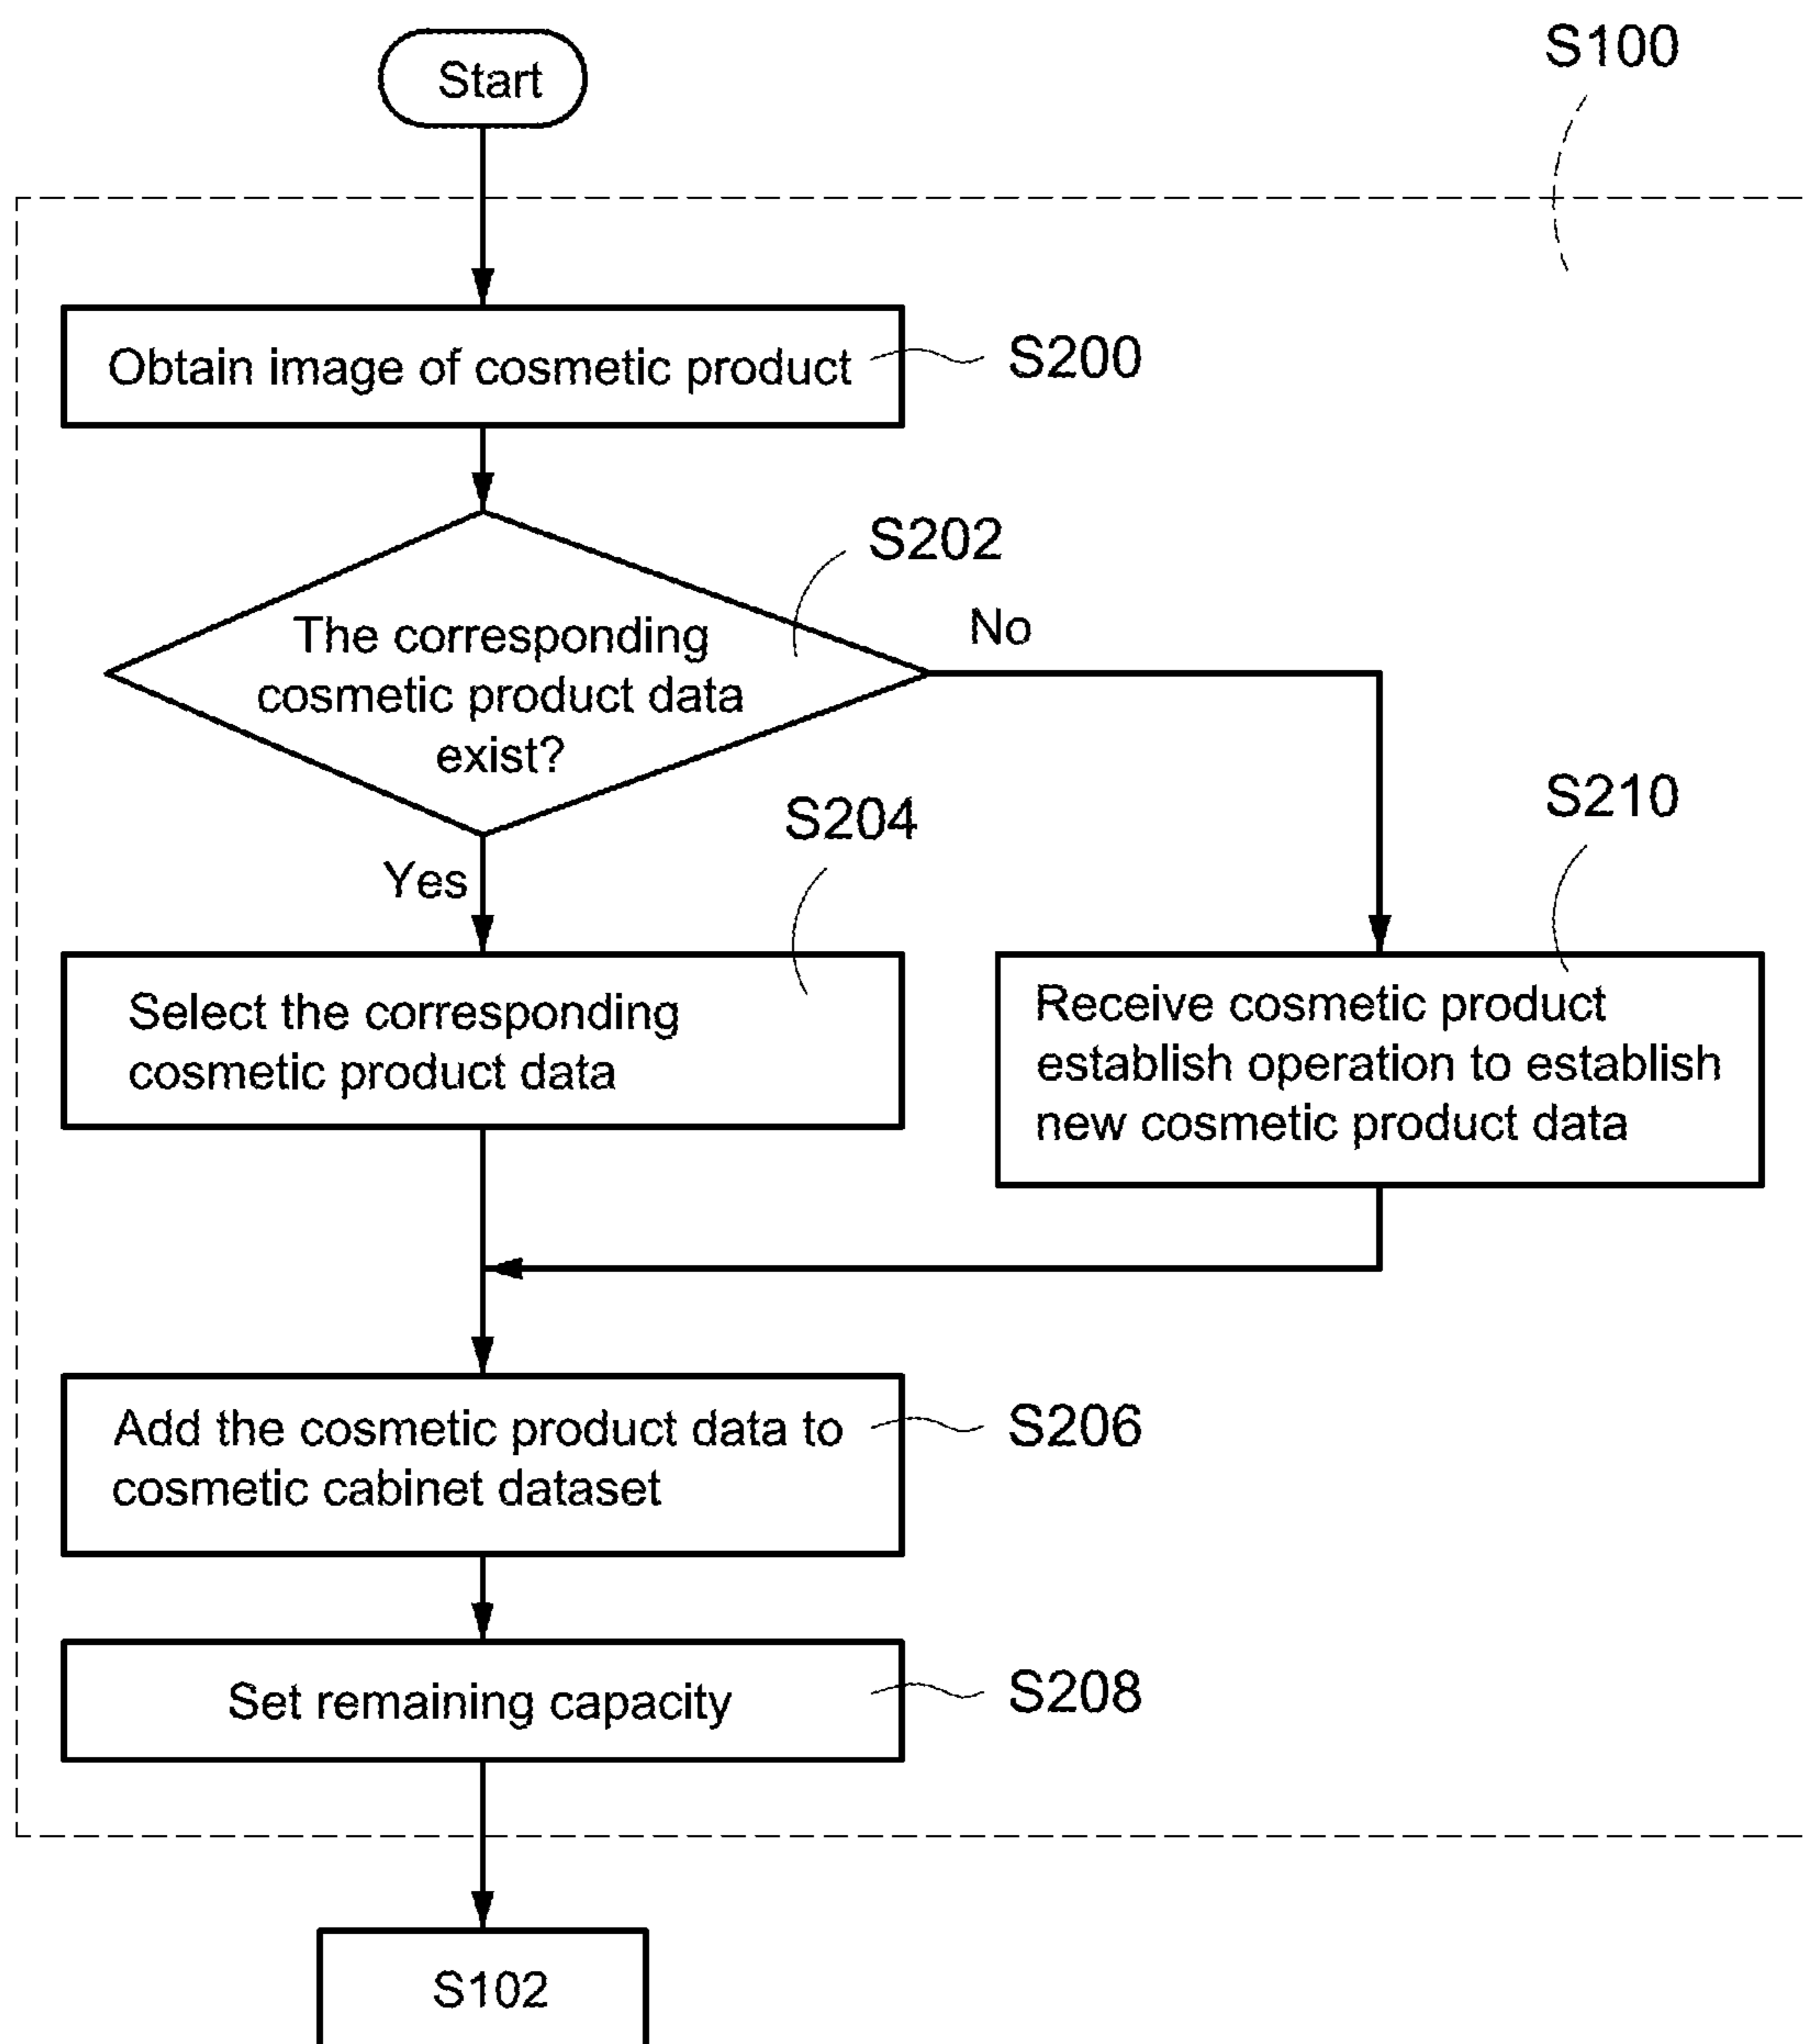 Start
S100
Obtain image of cosmetic product
S200
S202
The corresponding
cosmetic product data
exist?
No
Yes
S204
Select the corresponding
cosmetic product data
S210
Receive cosmetic product
establish operation to establish
new cosmetic product data
Add the cosmetic product data to
cosmetic cabinet dataset
S206
Set remaining capacity
S208
S102